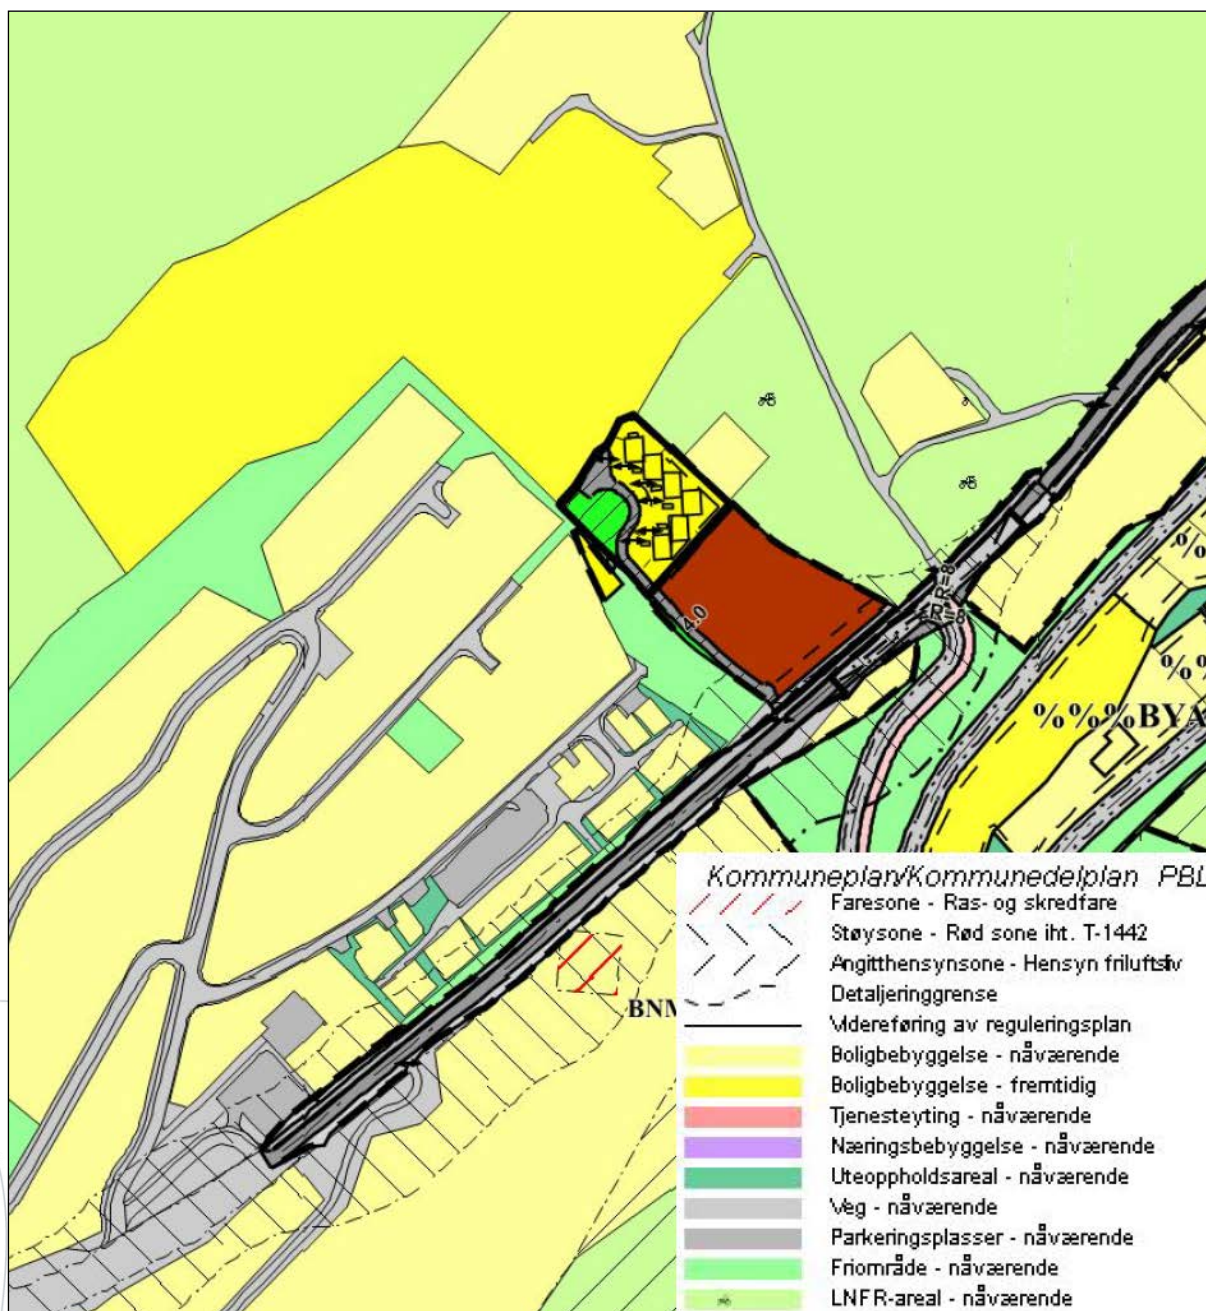 4.0
R=8
R=8
%
%%
%%%BYA
BNM
Kommuneplan/Kommunedelplan PBL
Faresone - Ras- og skredfare
Støysone - Rød sone iht. T-1442
Angitthensynsone - Hensyn friluftsliv
Detaljeringgrense
Videreføring av reguleringsplan
Boligbebyggelse - nåværende
Boligbebyggelse - fremtidig
Tjenesteyting - nåværende
Næringsbebyggelse - nåværende
Uteoppholdsareal - nåværende
Veg - nåværende
Parkeringsplasser - nåværende
Friområde - nåværende
LNFR-areal - nåværende